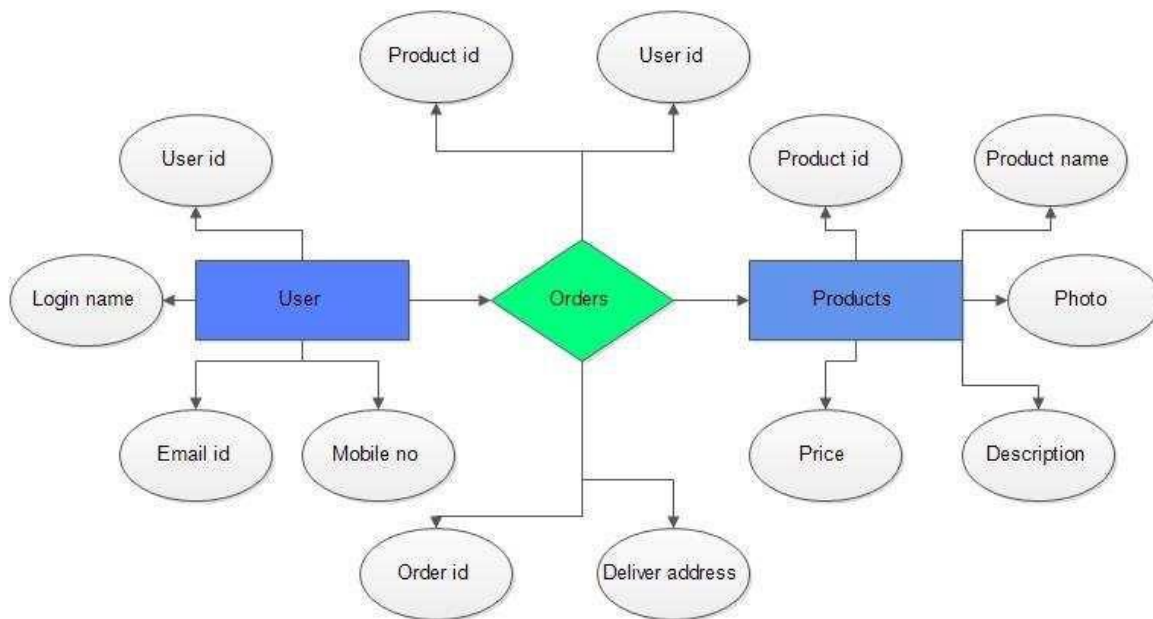 Product id
User id
User id
Product id
Product name
Login name
User
Orders
Products
Photo
Email id
Mobile no
Price
Description
Order id
Deliver address